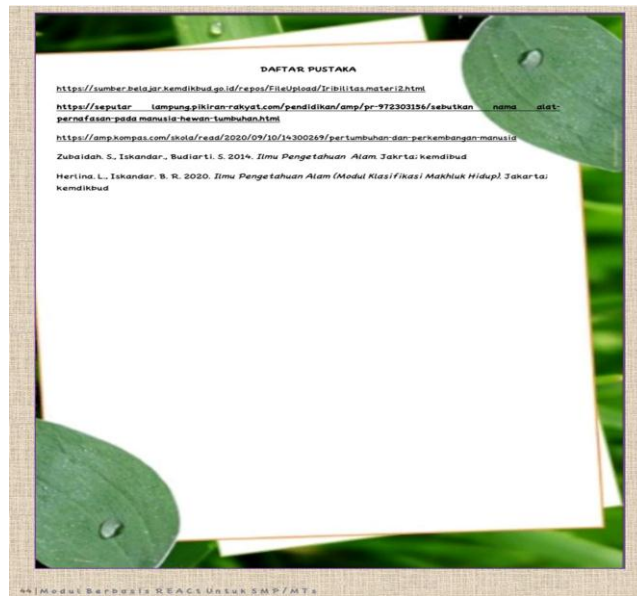 DAFTAR PUSTAKA
https://sumber.belajar.kemdikbud.go.id/repos/FileUpload/Iribilitas.materi2.html
https://seputar lampung.pikiran-rakyat.com/pendidikan/amp/pr-972303156/sebutkan nama alat-
pernafasan-pada manusia-hewan-tumbuhan.html
https://amp.kompas.com/skola/read/2020/09/10/14300269/pertumbuhan-dan-perkembangan-manusia
Zubaidah. S., Iskandar., Budiarti. S. 2014. Ilmu Pengetahuan Alam. Jakrta; kemdibud
Herlina. L., Iskandar. B. R. 2020. Ilmu Pengetahuan Alam (Modul Klasifikasi Makhluk Hidup). Jakarta;
kemdikbud
44|Modul Berbasis REACt Untuk SMP/MTs